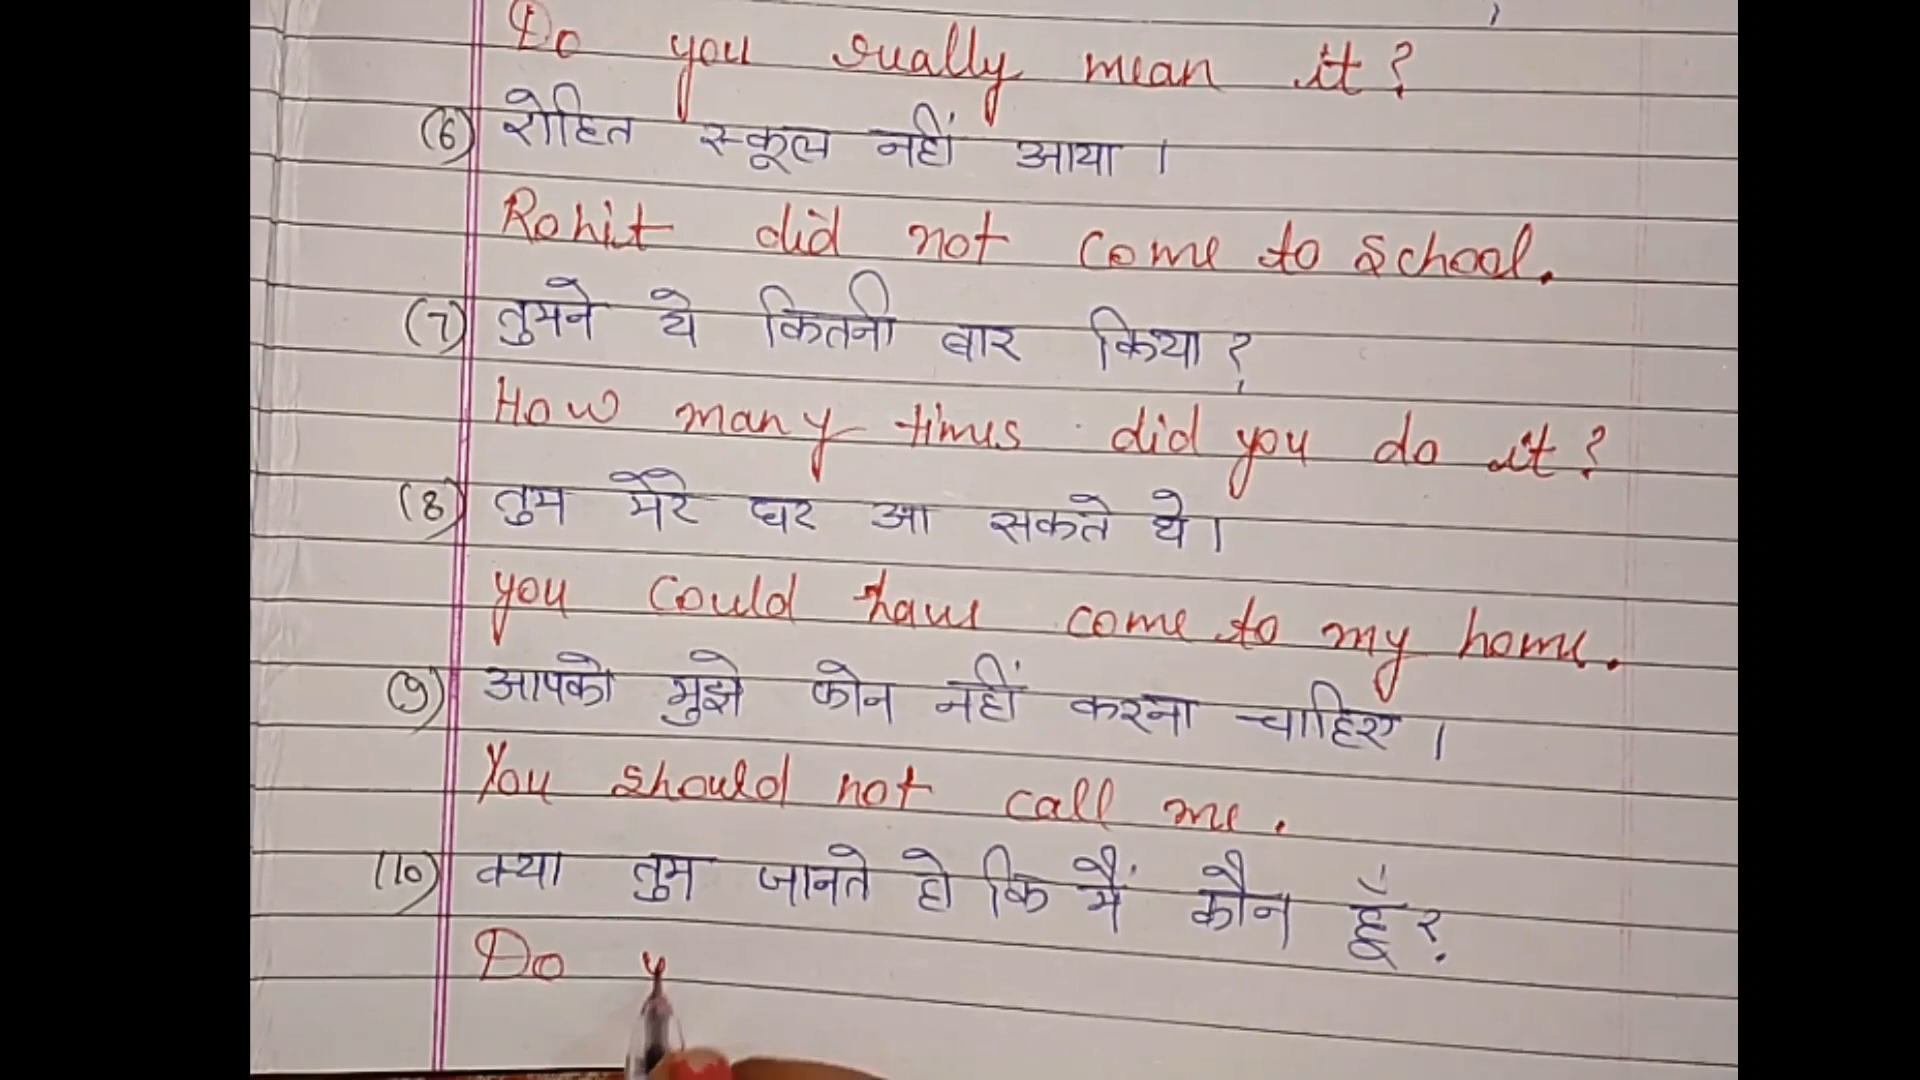 Do you really mean it?
(6) रोहित स्कूल नहीं आया।
Rohit did not come to school.
(7) तुमने ये कितनी बार किया?
How many times did you do it?
(8) तुम मेरे घर आ सकते थे।
you could have come to my home.
(9) आपको मुझे फोन नहीं करना चाहिए।
You should not call me.
(10) क्या तुम जानते हो कि मैं कौन हूँ?
Do y